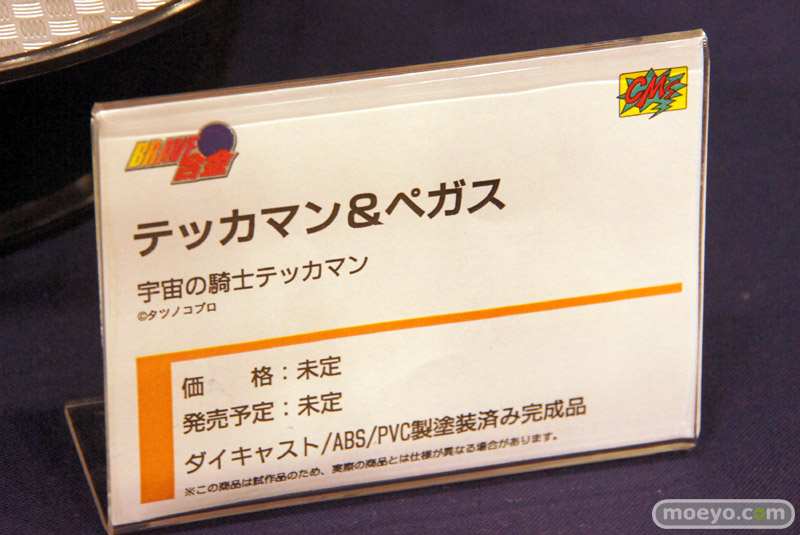 CM's
BRAVE合金
テッカマン&ペガス
宇宙の騎士テッカマン
©タツノコプロ
価　　格：未定
発売予定：未定
ダイキャスト/ABS/PVC製塗装済み完成品
※この商品は試作品のため、実際の商品とは仕様が異なる場合があります。
moeyo.com